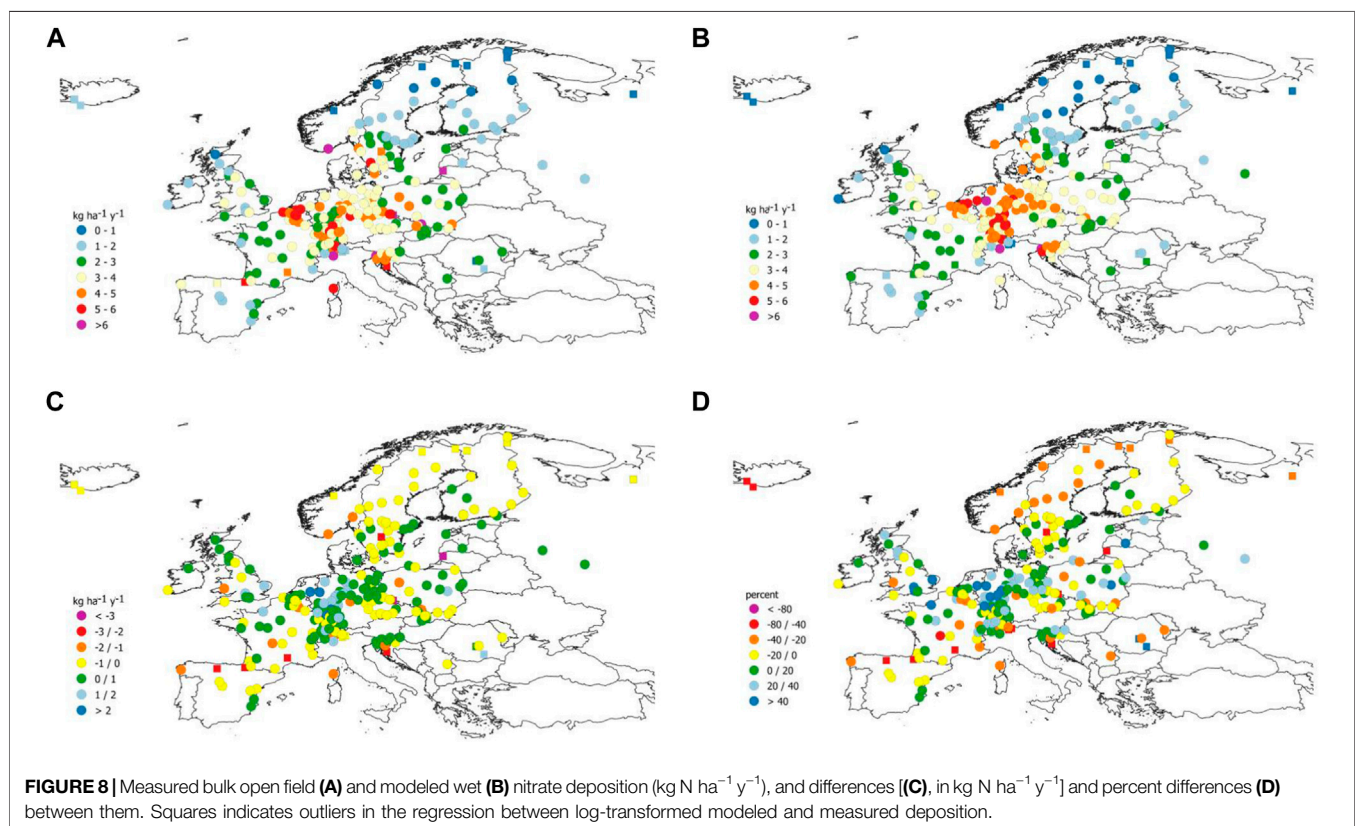 A
B
kg ha⁻¹ y⁻¹
0 - 1
1 - 2
2 - 3
3 - 4
4 - 5
5 - 6
>6
kg ha⁻¹ y⁻¹
0 - 1
1 - 2
2 - 3
3 - 4
4 - 5
5 - 6
>6
C
D
kg ha⁻¹ y⁻¹
< -3
-3 / -2
-2 / -1
-1 / 0
0 / 1
1 / 2
> 2
percent
< -80
-80 / -40
-40 / -20
-20 / 0
0 / 20
20 / 40
> 40
FIGURE 8 | Measured bulk open field (A) and modeled wet (B) nitrate deposition (kg N ha⁻¹ y⁻¹), and differences [(C), in kg N ha⁻¹ y⁻¹] and percent differences (D)
between them. Squares indicates outliers in the regression between log-transformed modeled and measured deposition.